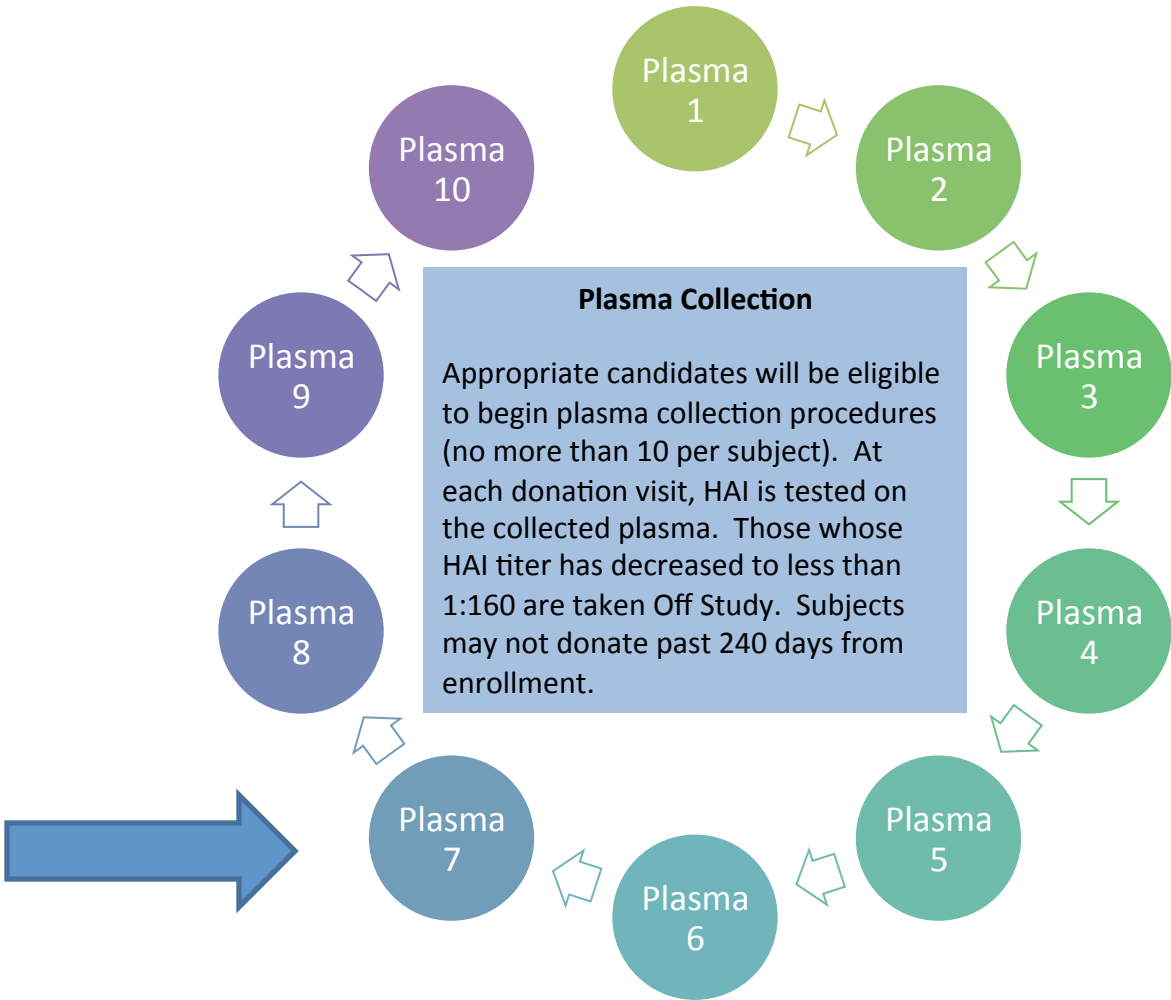 Plasma
1
Plasma
2
Plasma
3
Plasma
4
Plasma
5
Plasma
6
Plasma
7
Plasma
8
Plasma
9
Plasma
10
Plasma Collection
Appropriate candidates will be eligible
to begin plasma collection procedures
(no more than 10 per subject).  At
each donation visit, HAI is tested on
the collected plasma.  Those whose
HAI titer has decreased to less than
1:160 are taken Off Study.  Subjects
may not donate past 240 days from
enrollment.